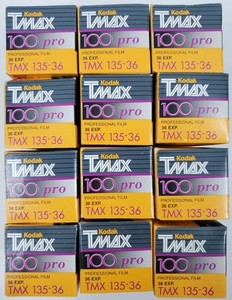 Kodak Kodak Kodak
TMAX TMAX TMAX
100 pro 100 pro 100 pro
PROFESSIONAL FILM PROFESSIONAL FILM PROFESSIONAL FILM
36 EXP. 36 EXP. 36 EXP.
TMX 135-36 TMX 135-36 TMX 135-36
Kodak Kodak Kodak
TMAX TMAX TMAX
100 pro 100 pro 100 pro
PROFESSIONAL FILM PROFESSIONAL FILM PROFESSIONAL FILM
36 EXP. 36 EXP. 36 EXP.
TMX 135-36 TMX 135-36 TMX 135-36
Kodak Kodak Kodak
TMAX TMAX TMAX
100 pro 100 pro 100 pro
PROFESSIONAL FILM PROFESSIONAL FILM PROFESSIONAL FILM
36 EXP. 36 EXP. 36 EXP.
TMX 135-36 TMX 135-36 TMX 135-36
Kodak Kodak Kodak
TMAX TMAX TMAX
100 pro 100 pro 100 pro
PROFESSIONAL FILM PROFESSIONAL FILM PROFESSIONAL FILM
36 EXP. 36 EXP. 36 EXP.
TMX 135-36 TMX 135-36 TMX 135-36